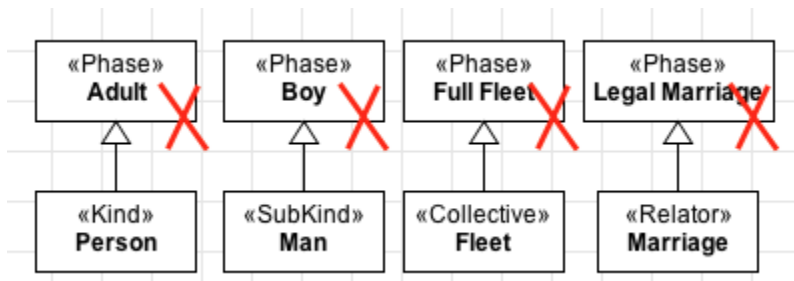 «Phase»
Adult
«Phase»
Boy
«Phase»
Full Fleet
«Phase»
Legal Marriage
«Kind»
Person
«SubKind»
Man
«Collective»
Fleet
«Relator»
Marriage